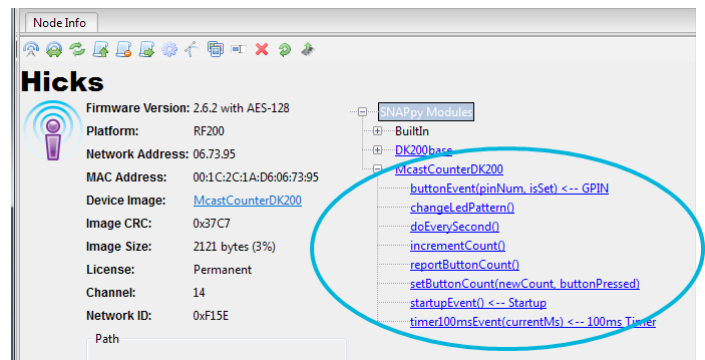 Node Info
Hicks
Firmware Version: 2.6.2 with AES-128
Platform: RF200
Network Address: 06.73.95
MAC Address: 00:1C:2C:1A:D6:06:73:95
Device Image: McastCounterDK200
Image CRC: 0x37C7
Image Size: 2121 bytes (3%)
License: Permanent
Channel: 14
Network ID: 0xF15E
Path
SNAPpy Modules
BuiltIn
DK200base
McastCounterDK200
buttonEvent(pinNum, isSet) <-- GPIN
changeLedPattern()
doEverySecond()
incrementCount()
reportButtonCount()
setButtonCount(newCount, buttonPressed)
startupEvent() <-- Startup
timer100msEvent(currentMs) <-- 100ms Timer